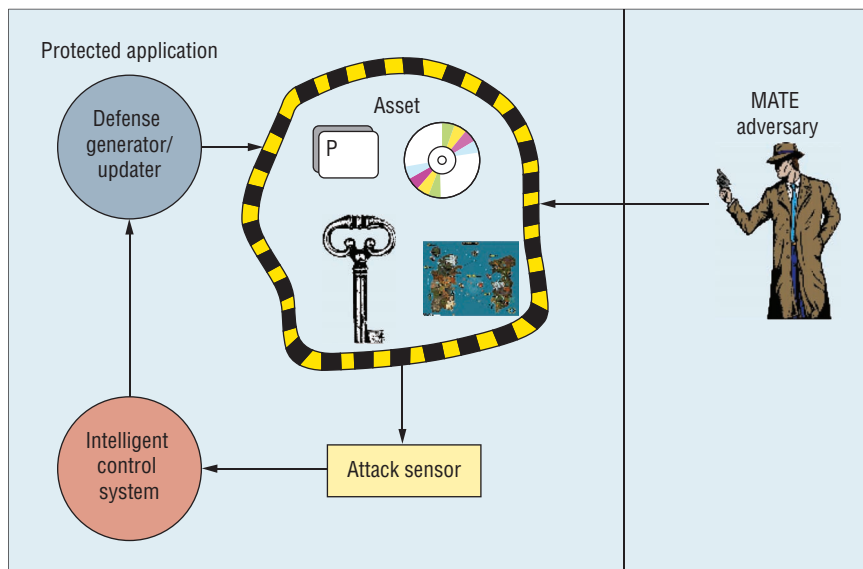 Protected application
Defense
generator/
updater
Asset
P
MATE
adversary
Intelligent
control
system
Attack sensor